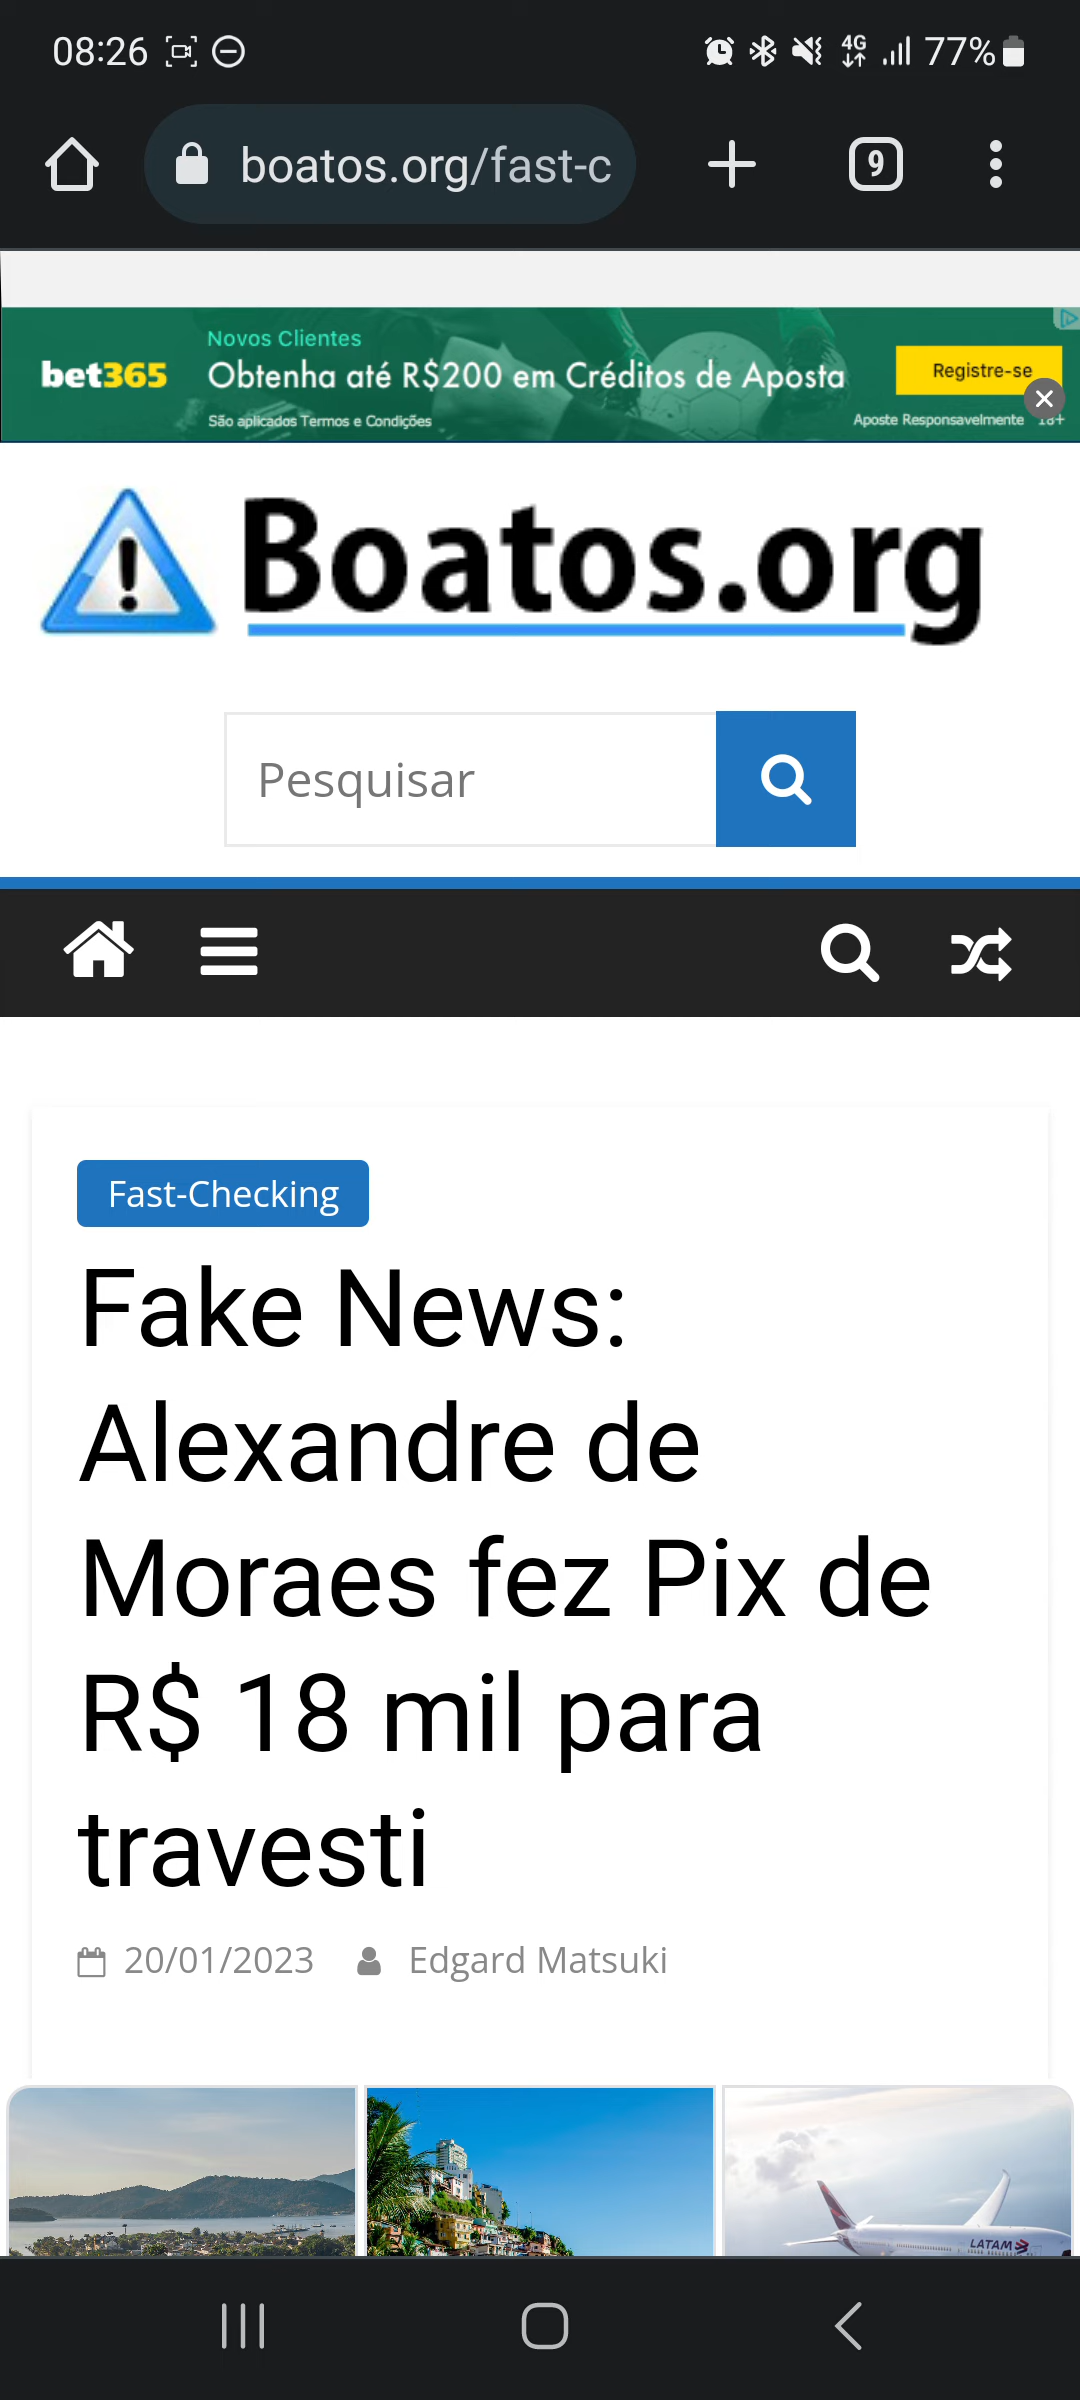 08:26
4G
77%
boatos.org/fast-c
9
Novos Clientes
bet365
Obtenha até R$200 em Créditos de Aposta
Registre-se
São aplicados Termos e Condições
Aposte Responsavelmente 18+
Boatos.org
Pesquisar
Fast-Checking
Fake News:
Alexandre de
Moraes fez Pix de
R$ 18 mil para
travesti
20/01/2023
Edgard Matsuki
LATAM